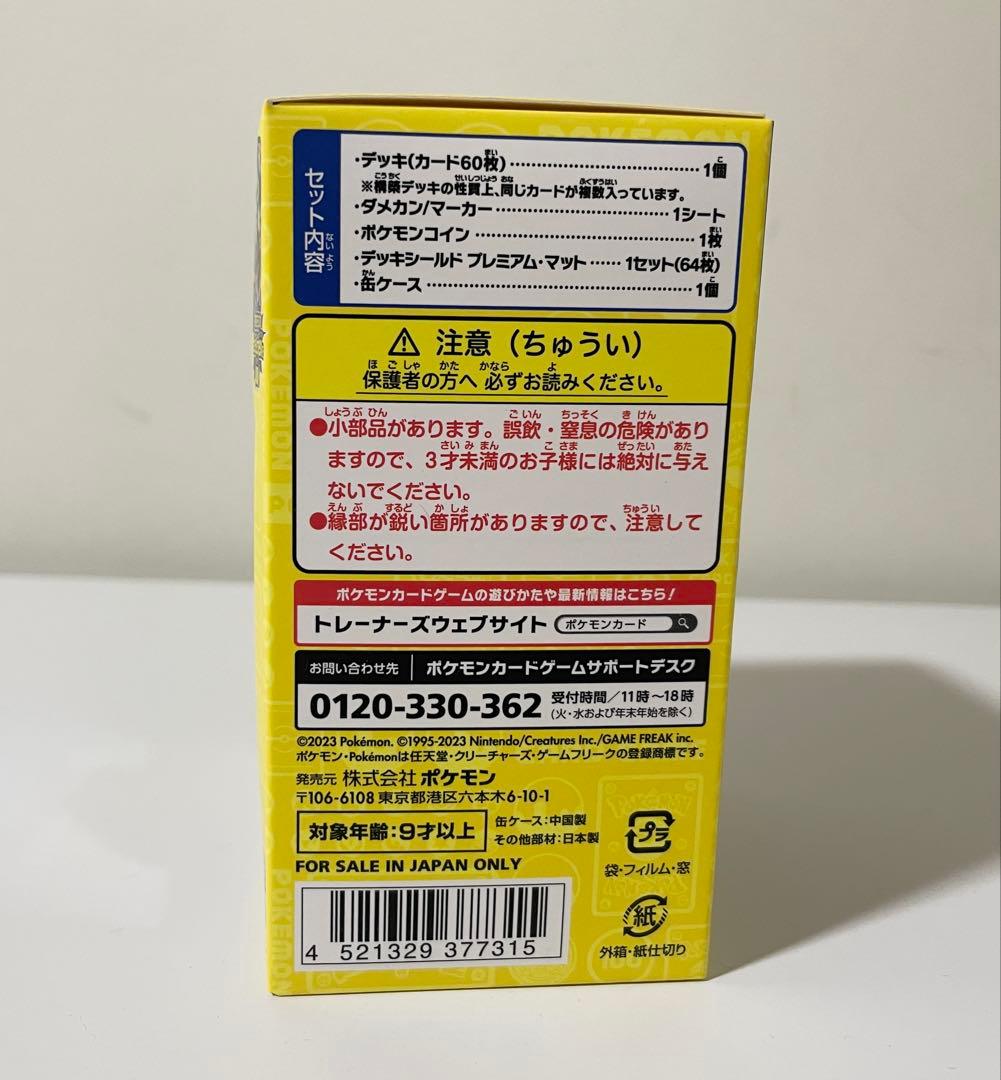 セット内容
・デッキ(カード60枚)……1個
※構築デッキの性質上、同じカードが複数入っています。
・ダメカン/マーカー……1シート
・ポケモンコイン……1枚
・デッキシールド プレミアム・マット……1セット(64枚)
・缶ケース……1個
⚠ 注意（ちゅうい）
保護者の方へ 必ずお読みください。
●小部品があります。誤飲・窒息の危険があり
ますので、3才未満のお子様には絶対に与え
ないでください。
●縁部が鋭い箇所がありますので、注意して
ください。
ポケモンカードゲームの遊びかたや最新情報はこちら!
トレーナーズウェブサイト ポケモンカード
お問い合わせ先 ポケモンカードゲームサポートデスク
0120-330-362 受付時間／11時～18時
(火・水および年末年始を除く)
©2023 Pokémon. ©1995-2023 Nintendo/Creatures Inc./GAME FREAK inc.
ポケモン・Pokémonは任天堂・クリーチャーズ・ゲームフリークの登録商標です。
発売元 株式会社ポケモン
〒106-6108 東京都港区六本木6-10-1
対象年齢:9才以上
缶ケース:中国製
その他部材:日本製
FOR SALE IN JAPAN ONLY
プラ
袋・フィルム・窓
紙
外箱・紙仕切り
4 521329 377315
POKÉMON
POKÉMON
POKÉMON